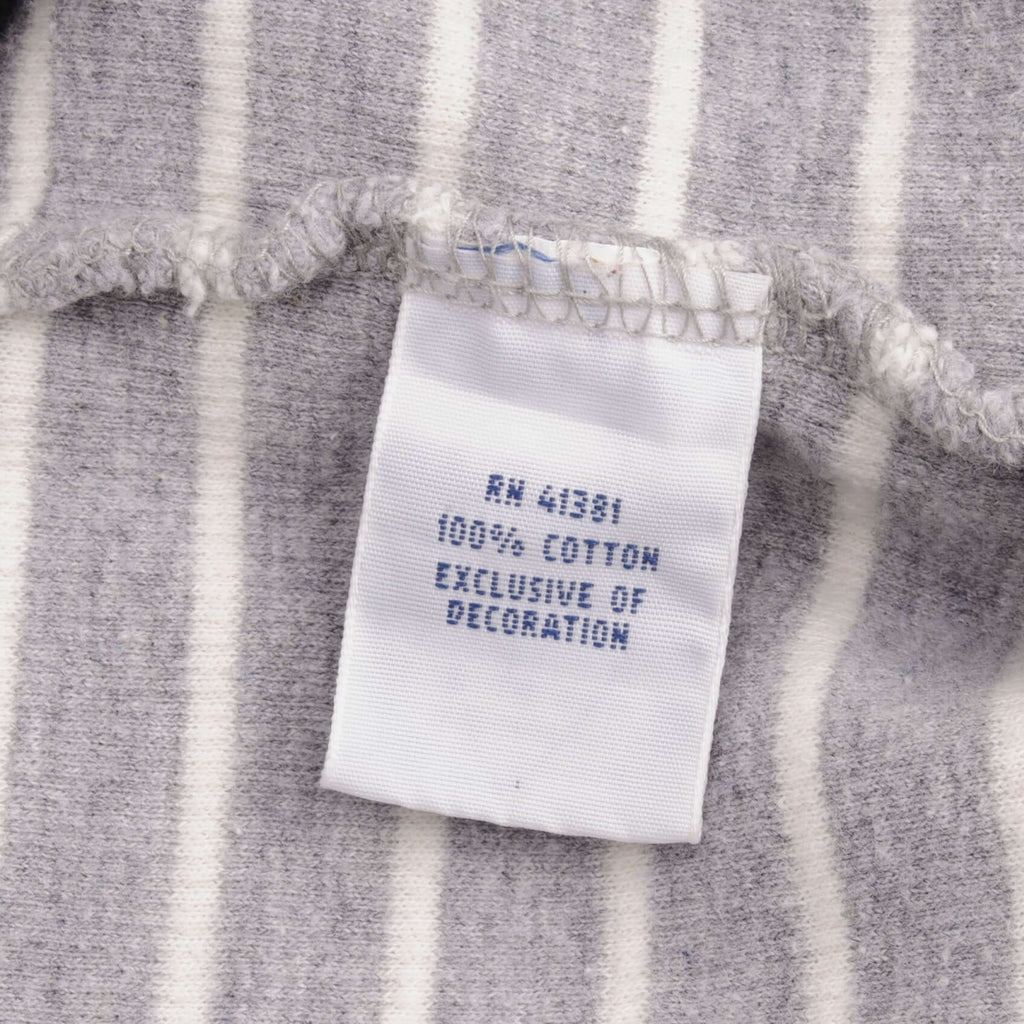 RN 41381
100% COTTON
EXCLUSIVE OF
DECORATION